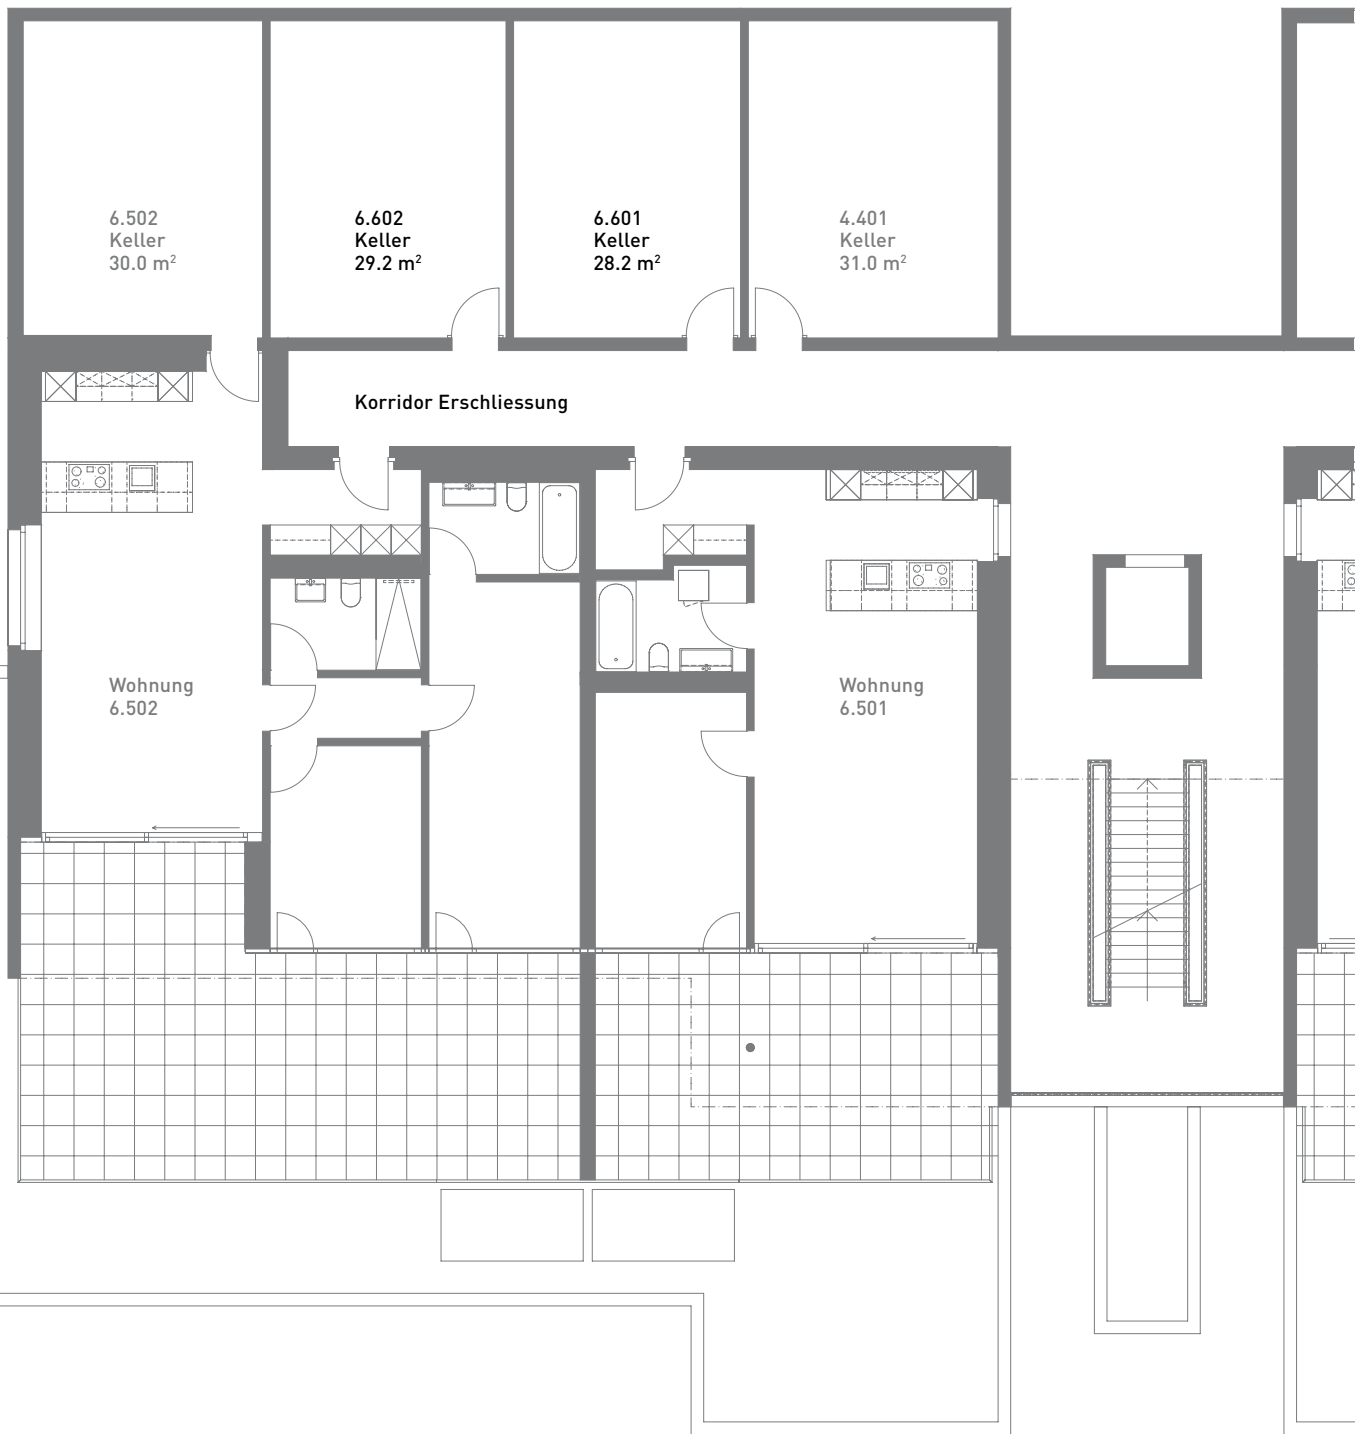 6.502
Keller
30.0 m²
6.602
Keller
29.2 m²
6.601
Keller
28.2 m²
4.401
Keller
31.0 m²
Korridor Erschliessung
Wohnung
6.502
Wohnung
6.501